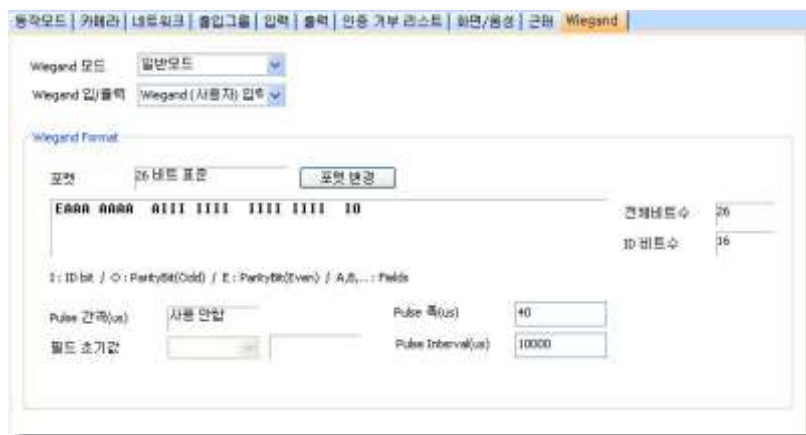 동작모드 | 카메라 | 네트워크 | 출입그룹 | 입력 | 출력 | 인증 거부 리스트 | 화면/음성 | 근태 Wiegand
Wiegand 모드 일반모드
Wiegand 입/출력 Wiegand (사용자) 입력
Wiegand Format
포맷 26 비트 표준 포맷 변경
EAAA AAAA AIII IIII IIII IIII IO
전체비트수 26
ID 비트수 16
I : ID bit / O : ParityBit(Odd) / E : ParityBit(Even) / A,B,... : Fields
Pulse 간격(us) 사용 안함 Pulse 폭(us) 40
필드 초기값 Pulse Interval(us) 10000